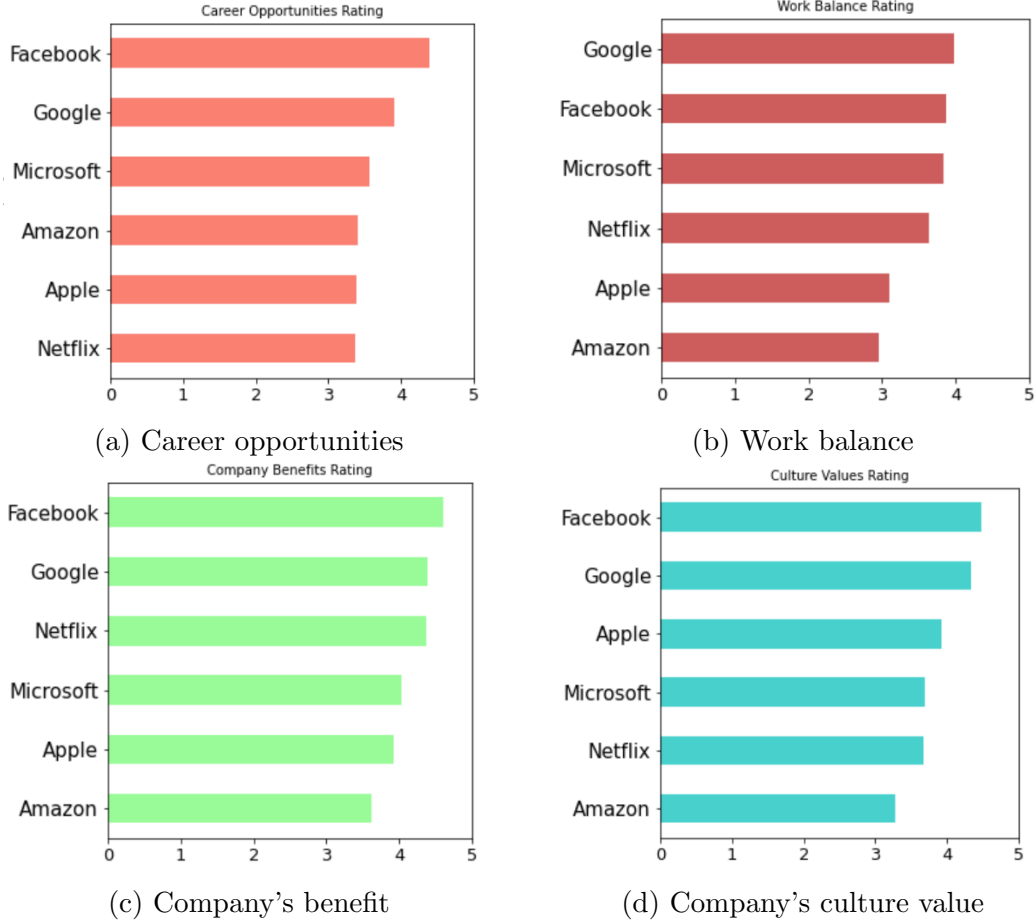 Career Opportunities Rating
Facebook
Google
Microsoft
Amazon
Apple
Netflix
0 1 2 3 4 5
(a) Career opportunities
Work Balance Rating
Google
Facebook
Microsoft
Netflix
Apple
Amazon
0 1 2 3 4 5
(b) Work balance
Company Benefits Rating
Facebook
Google
Netflix
Microsoft
Apple
Amazon
0 1 2 3 4 5
(c) Company's benefit
Culture Values Rating
Facebook
Google
Apple
Microsoft
Netflix
Amazon
0 1 2 3 4 5
(d) Company's culture value